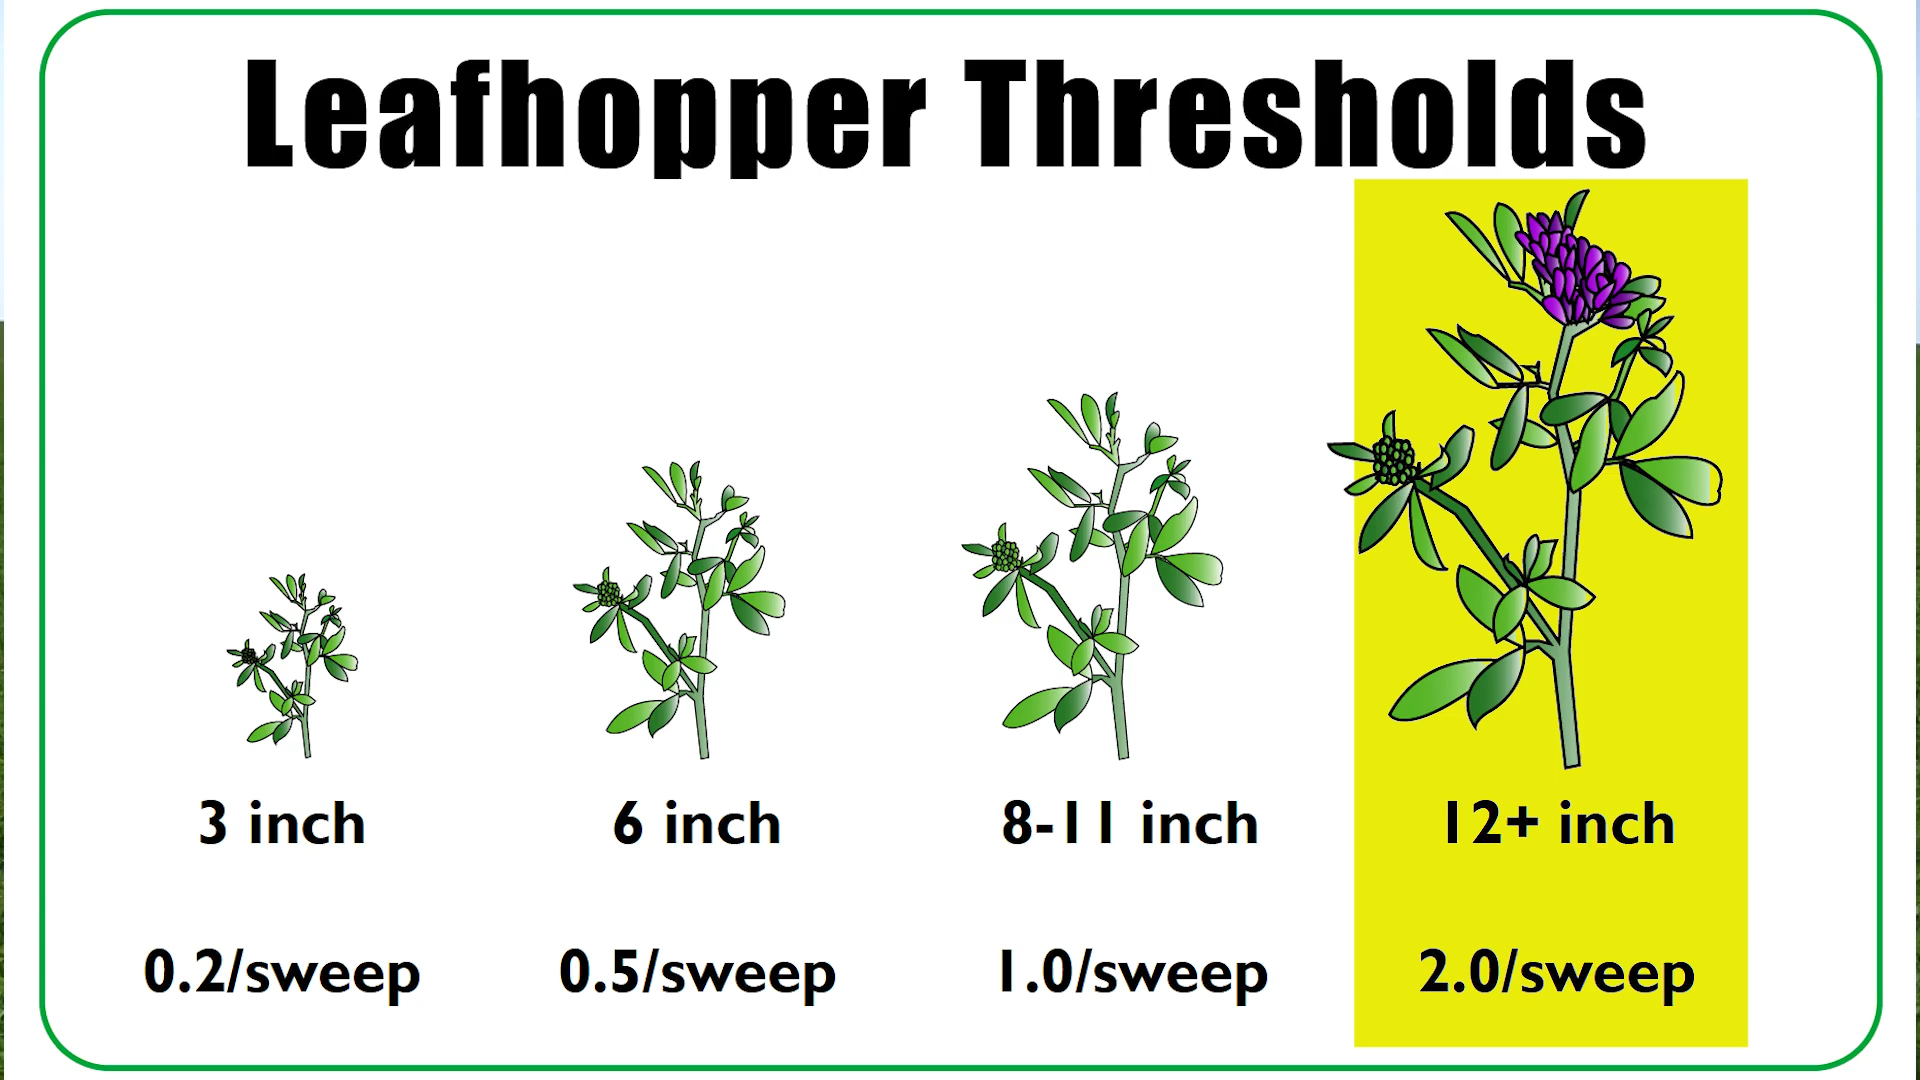 Leafhopper Thresholds
3 inch
6 inch
8-11 inch
12+ inch
0.2/sweep
0.5/sweep
1.0/sweep
2.0/sweep